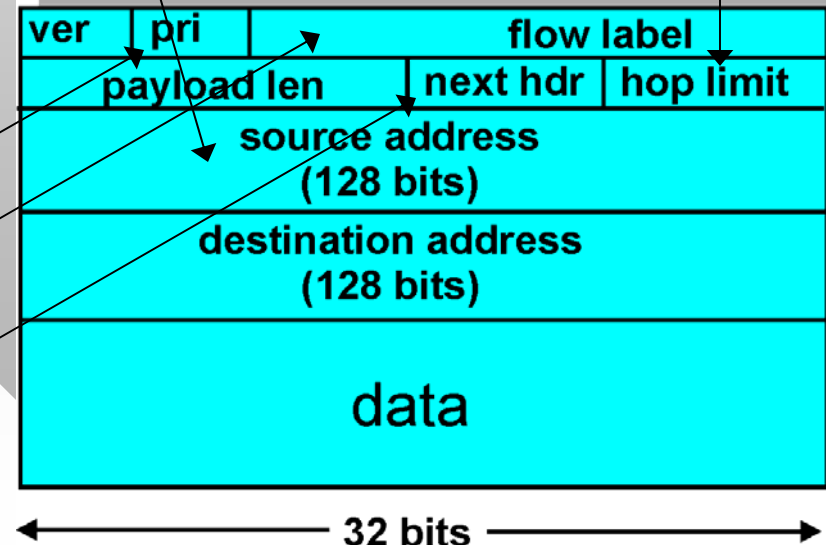 ver pri flow label
payload len next hdr hop limit
source address
(128 bits)
destination address
(128 bits)
data
32 bits